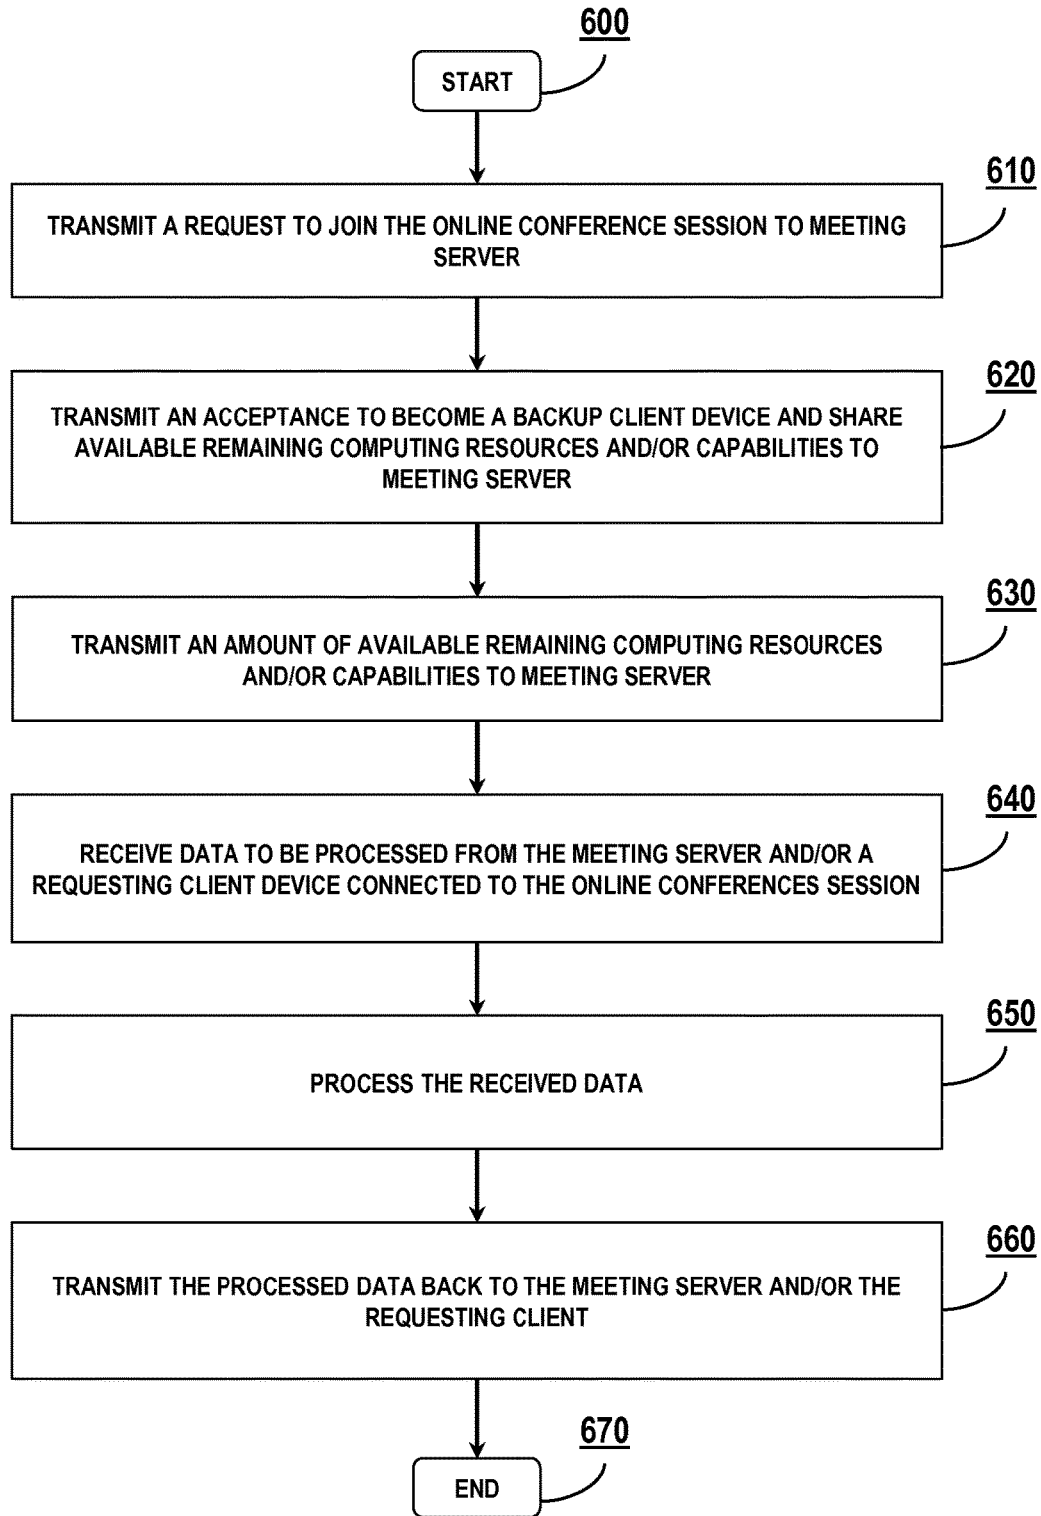 600
START
610
TRANSMIT A REQUEST TO JOIN THE ONLINE CONFERENCE SESSION TO MEETING
SERVER
620
TRANSMIT AN ACCEPTANCE TO BECOME A BACKUP CLIENT DEVICE AND SHARE
AVAILABLE REMAINING COMPUTING RESOURCES AND/OR CAPABILITIES TO
MEETING SERVER
630
TRANSMIT AN AMOUNT OF AVAILABLE REMAINING COMPUTING RESOURCES
AND/OR CAPABILITIES TO MEETING SERVER
640
RECEIVE DATA TO BE PROCESSED FROM THE MEETING SERVER AND/OR A
REQUESTING CLIENT DEVICE CONNECTED TO THE ONLINE CONFERENCES SESSION
650
PROCESS THE RECEIVED DATA
660
TRANSMIT THE PROCESSED DATA BACK TO THE MEETING SERVER AND/OR THE
REQUESTING CLIENT
670
END